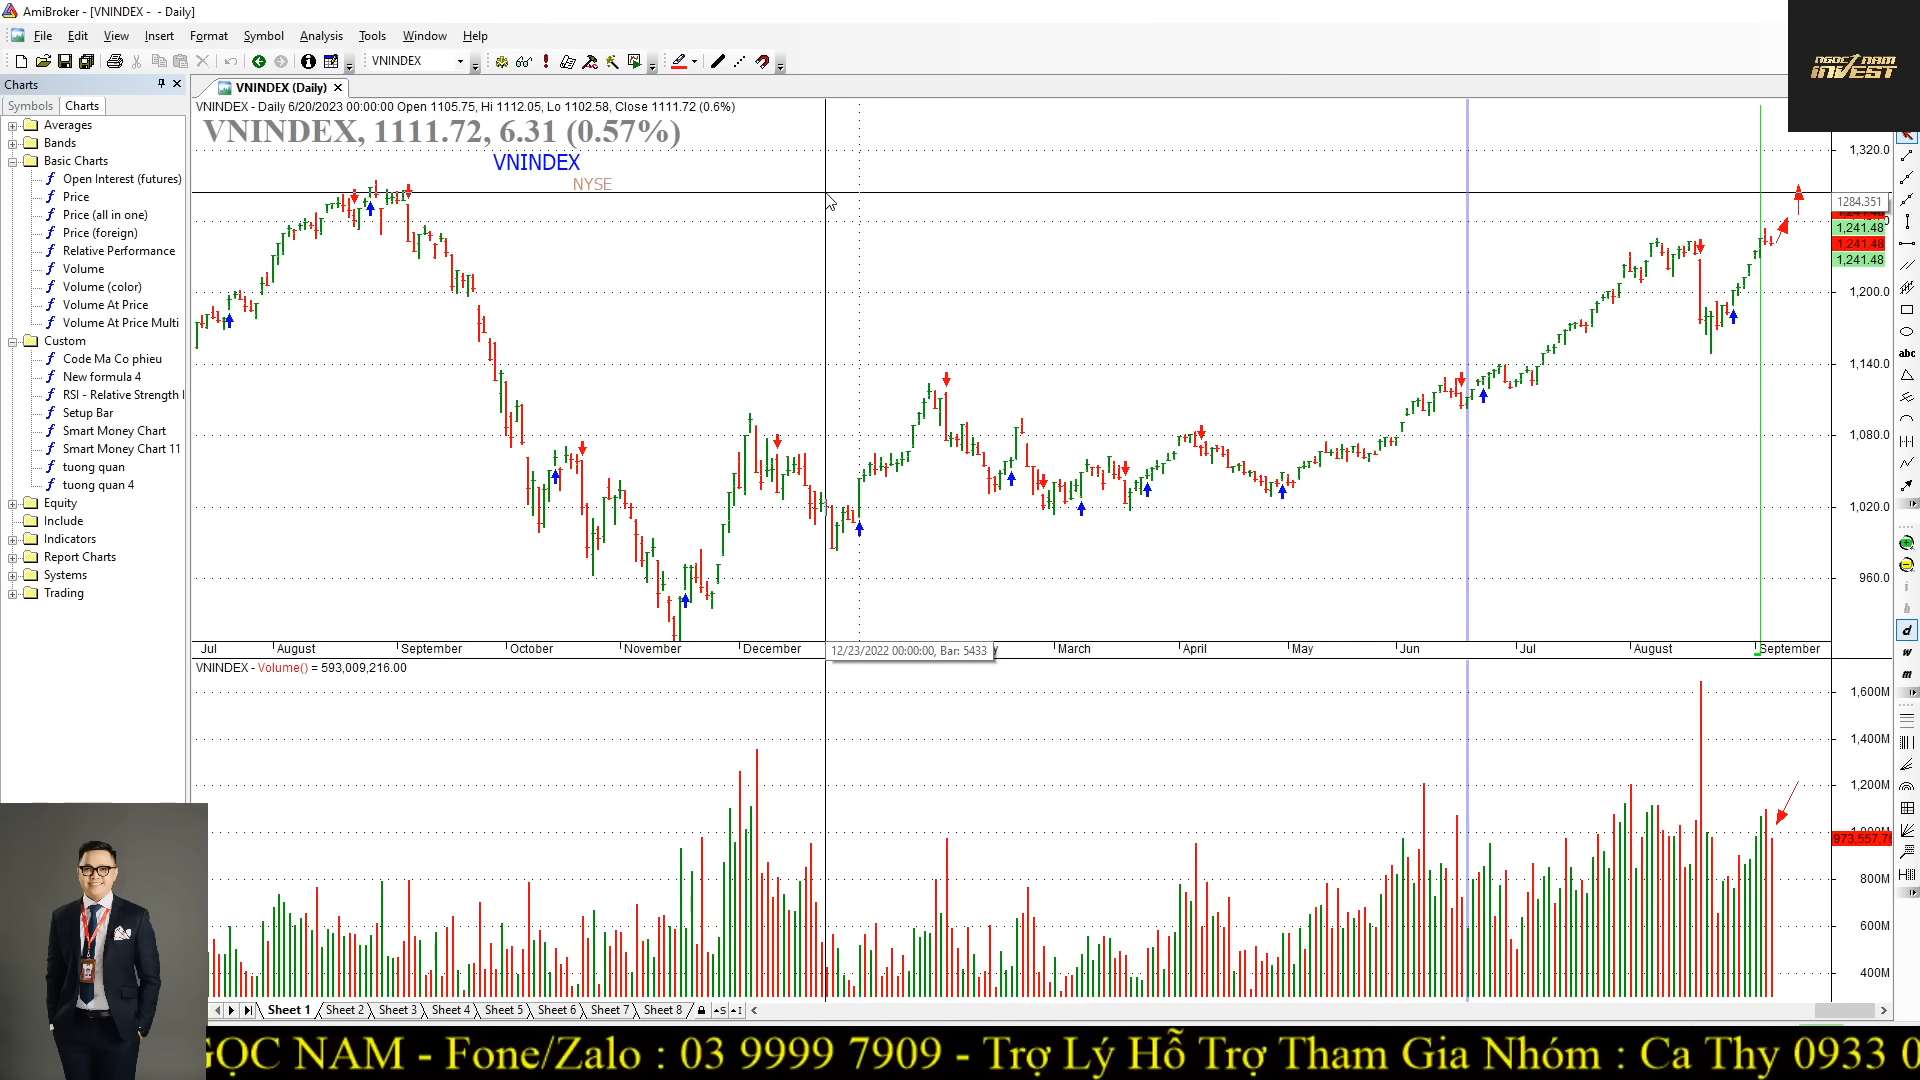 AmiBroker - [VNINDEX - - Daily]
File Edit View Insert Format Symbol Analysis Tools Window Help
VNINDEX
NGOC NAM
INVEST
Charts
Symbols Charts
Averages
Bands
Basic Charts
Open Interest (futures)
Price
Price (all in one)
Price (foreign)
Relative Performance
Volume
Volume (color)
Volume At Price
Volume At Price Multi
Custom
Code Ma Co phieu
New formula 4
RSI - Relative Strength I
Setup Bar
Smart Money Chart
Smart Money Chart 11
tuong quan
tuong quan 4
Equity
Include
Indicators
Report Charts
Systems
Trading
VNINDEX (Daily)
VNINDEX - Daily 6/20/2023 00:00:00 Open 1105.75, Hi 1112.05, Lo 1102.58, Close 1111.72 (0.6%)
VNINDEX, 1111.72, 6.31 (0.57%)
VNINDEX
NYSE
1,320.0
1284.351
1,241.48
1,241.48
1,241.48
1,200.0
1,140.0
1,080.0
1,020.0
960.0
abc
d
w
m
Jul August September October November December 12/23/2022 00:00:00, Bar: 5433 March April May Jun Jul August September
VNINDEX - Volume() = 593,009,216.00
1,600M
1,400M
1,200M
973,557,7
800M
600M
400M
Sheet 1 Sheet 2 Sheet 3 Sheet 4 Sheet 5 Sheet 6 Sheet 7 Sheet 8
GỌC NAM - Fone/Zalo : 03 9999 7909 - Trợ Lý Hỗ Trợ Tham Gia Nhóm : Ca Thy 0933 0